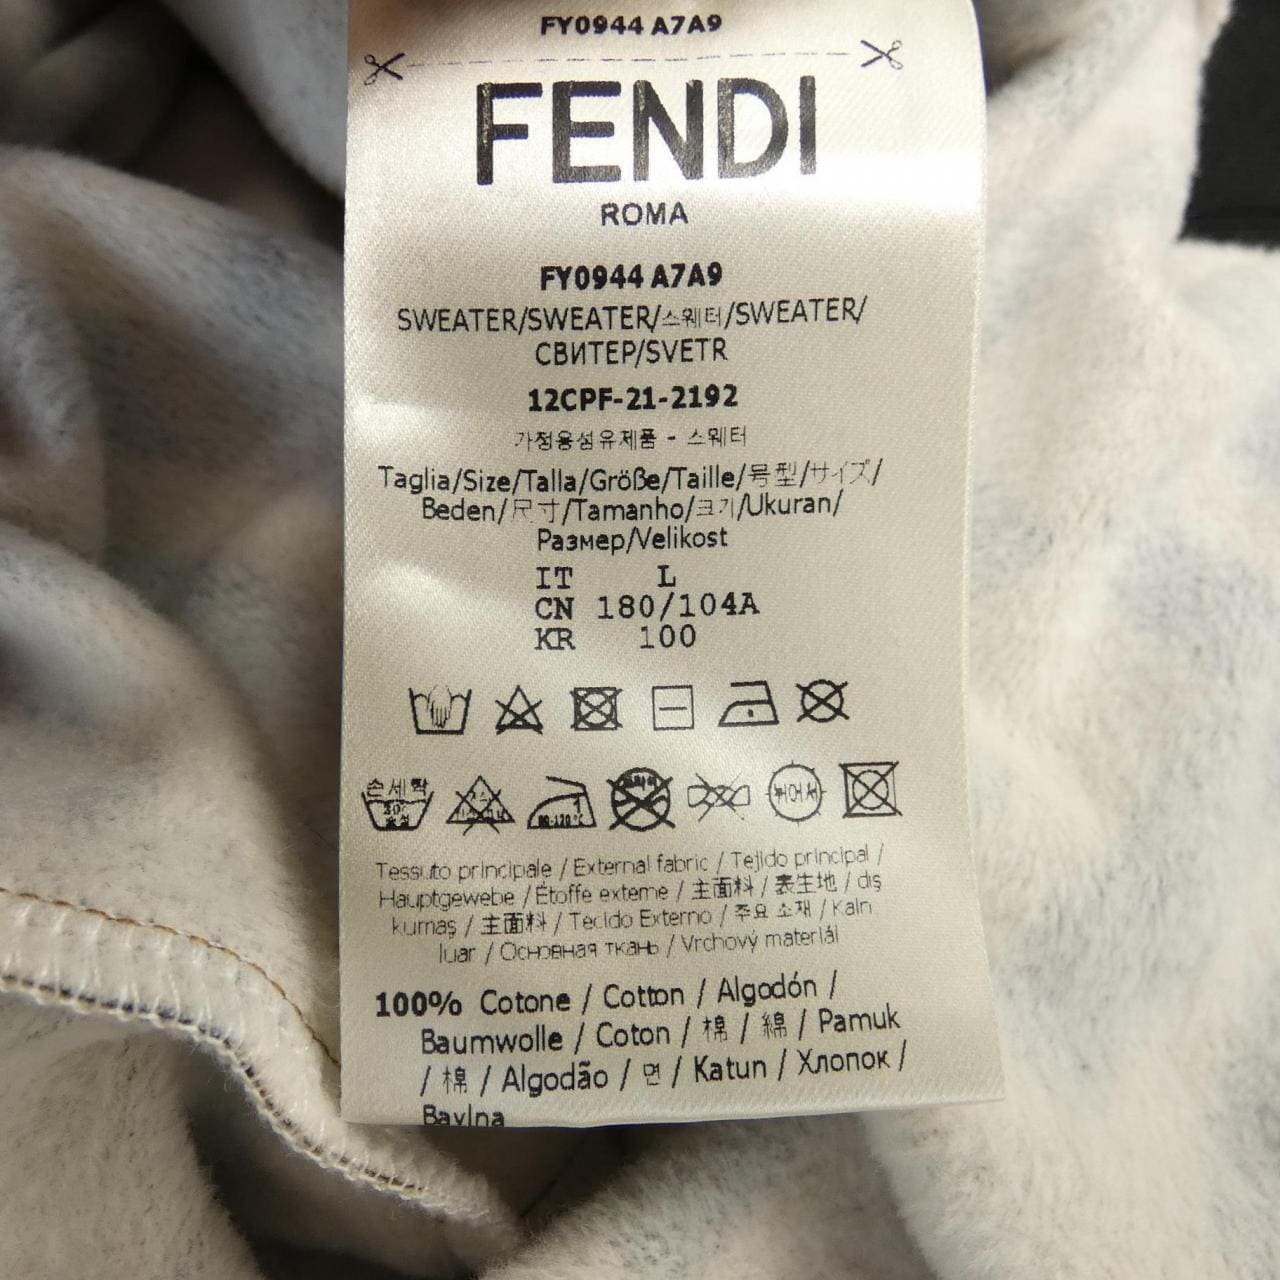 FY0944 A7A9
FENDI
ROMA
FY0944 A7A9
SWEATER/SWEATER/스웨터/SWEATER/
СВИТЕР/SVETR
12CPF-21-2192
가정용섬유제품 - 스웨터
Taglia/Size/Talla/Größe/Taille/号型/サイズ/
Beden/尺寸/Tamanho/크기/Ukuran/
Размер/Velikost
IT L
CN 180/104A
KR 100
손세탁
30°
80-120℃
Tessuto principale / External fabric / Tejido principal /
Hauptgewebe / Étoffe externe / 主面料 / 表生地 / dış
kumaş / 主面料 / Tecido Externo / 주요 소재 / Kain
luar / Основная ткань / Vrchový materiál
100% Cotone / Cotton / Algodón /
Baumwolle / Coton / 棉 / 綿 / Pamuk
/ 棉 / Algodão / 면 / Katun / Хлопок /
Bavlna